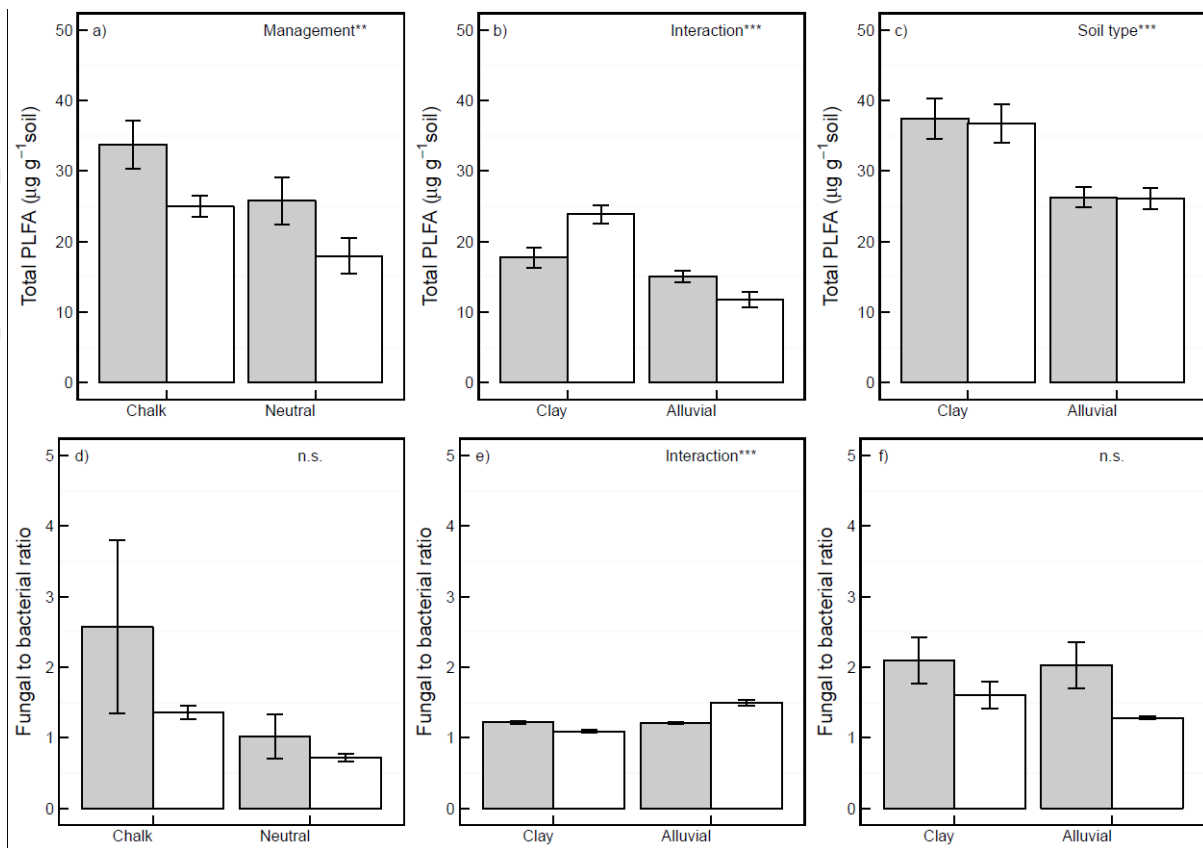 a) Management**
Total PLFA (µg g⁻¹soil)
50
40
30
20
10
0
Chalk Neutral
b) Interaction***
Total PLFA (µg g⁻¹soil)
50
40
30
20
10
0
Clay Alluvial
c) Soil type***
Total PLFA (µg g⁻¹soil)
50
40
30
20
10
0
Clay Alluvial
d) n.s.
Fungal to bacterial ratio
5
4
3
2
1
0
Chalk Neutral
e) Interaction***
Fungal to bacterial ratio
5
4
3
2
1
0
Clay Alluvial
f) n.s.
Fungal to bacterial ratio
5
4
3
2
1
0
Clay Alluvial